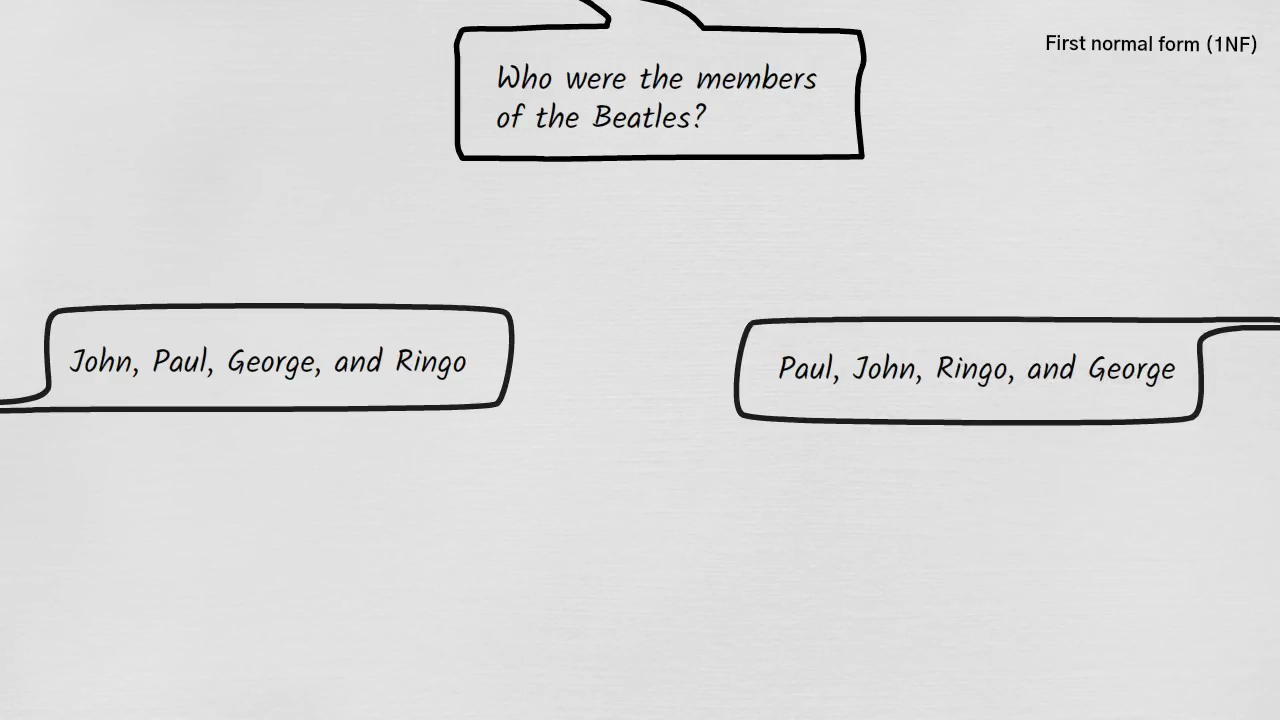 First normal form (1NF)
Who were the members
of the Beatles?
John, Paul, George, and Ringo
Paul, John, Ringo, and George